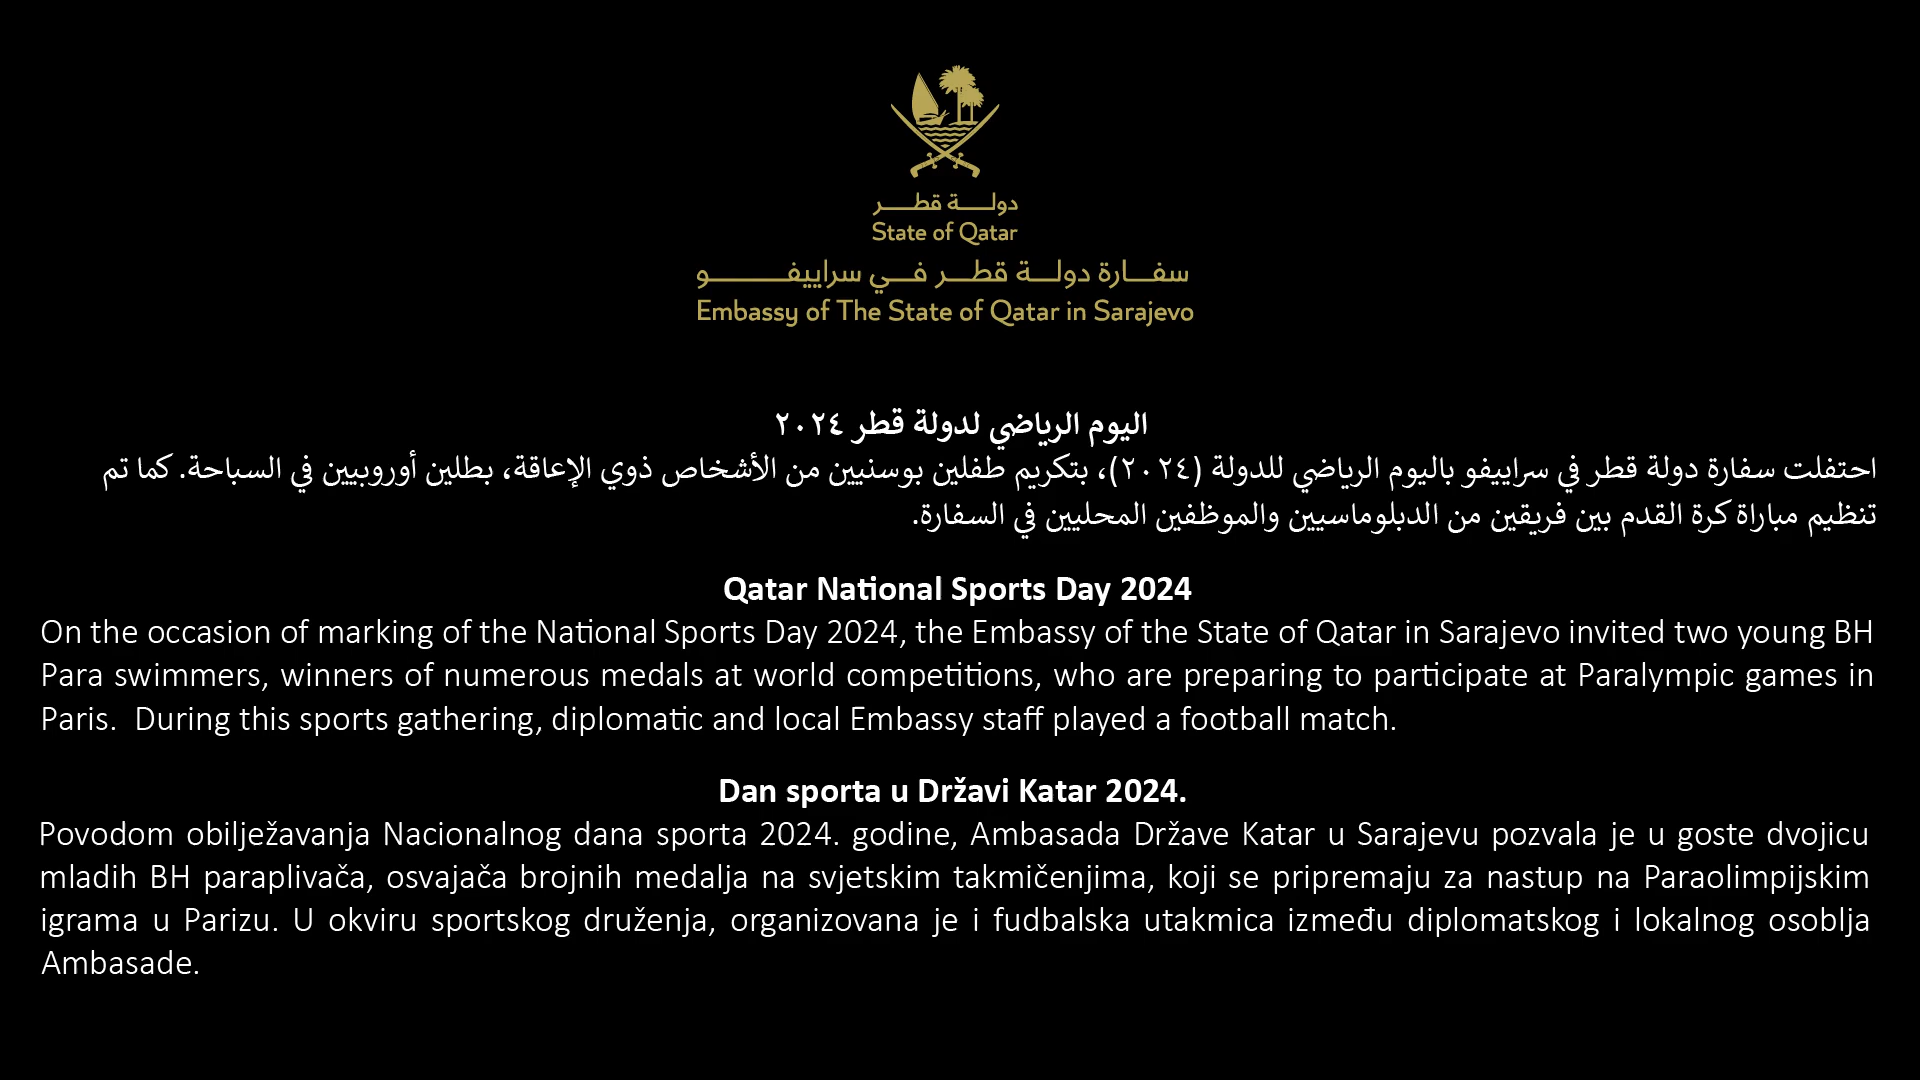 دولة قطر
State of Qatar
سفارة دولة قطر في سراييفو
Embassy of The State of Qatar in Sarajevo
اليوم الرياضي لدولة قطر ٢٠٢٤
احتفلت سفارة دولة قطر في سراييفو باليوم الرياضي للدولة (٢٠٢٤)، بتكريم طفلين بوسنيين من الأشخاص ذوي الإعاقة، بطلين أوروبيين في السباحة. كما تم
تنظيم مباراة كرة القدم بين فريقين من الدبلوماسيين والموظفين المحليين في السفارة.
Qatar National Sports Day 2024
On the occasion of marking of the National Sports Day 2024, the Embassy of the State of Qatar in Sarajevo invited two young BH
Para swimmers, winners of numerous medals at world competitions, who are preparing to participate at Paralympic games in
Paris.  During this sports gathering, diplomatic and local Embassy staff played a football match.
Dan sporta u Državi Katar 2024.
Povodom obilježavanja Nacionalnog dana sporta 2024. godine, Ambasada Države Katar u Sarajevu pozvala je u goste dvojicu
mladih BH paraplivača, osvajača brojnih medalja na svjetskim takmičenjima, koji se pripremaju za nastup na Paraolimpijskim
igrama u Parizu. U okviru sportskog druženja, organizovana je i fudbalska utakmica između diplomatskog i lokalnog osoblja
Ambasade.